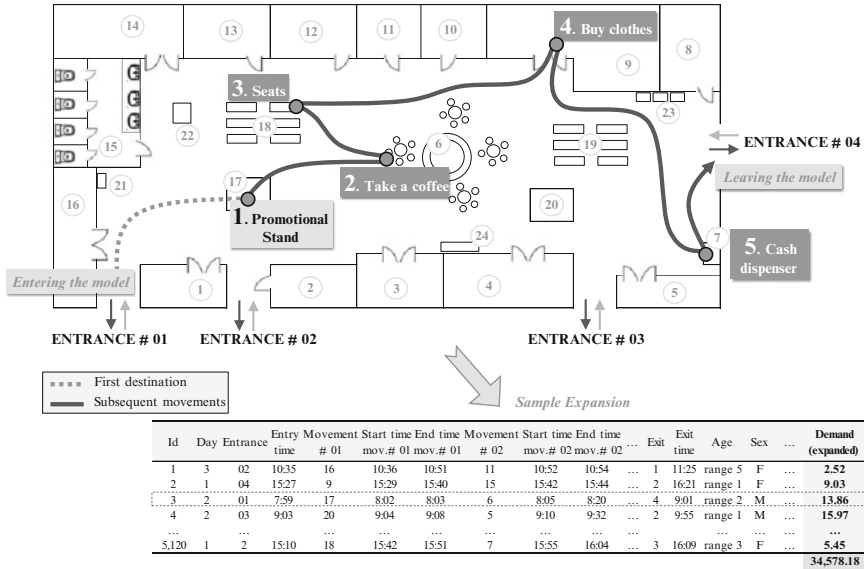 14
13
12
11
10
4. Buy clothes
9
8
3. Seats
22
18
6
19
23
15
ENTRANCE # 04
2. Take a coffee
Leaving the model
21
17
16
1. Promotional
Stand
20
7
24
5. Cash
dispenser
Entering the model
1
2
3
4
5
ENTRANCE # 01
ENTRANCE # 02
ENTRANCE # 03
First destination
Subsequent movements
Sample Expansion
Id Day Entrance Entry time Movement # 01 Start time mov.# 01 End time mov.# 01 Movement # 02 Start time mov.# 02 End time mov.# 02 ... Exit Exit time Age Sex ... Demand (expanded)
1 3 02 10:35 16 10:36 10:51 11 10:52 10:54 ... 1 11:25 range 5 F ... 2.52
2 1 04 15:27 9 15:29 15:40 15 15:42 15:44 ... 2 16:21 range 1 F ... 9.03
3 2 01 7:59 17 8:02 8:03 6 8:05 8:20 ... 4 9:01 range 2 M ... 13.86
4 2 03 9:03 20 9:04 9:08 5 9:10 9:32 ... 2 9:55 range 1 M ... 15.97
... ... ... ... ... ... ... ... ... ... ... ... ... ... ...
5,120 1 2 15:10 18 15:42 15:51 7 15:55 16:04 ... 3 16:09 range 3 F ... 5.45
34,578.18